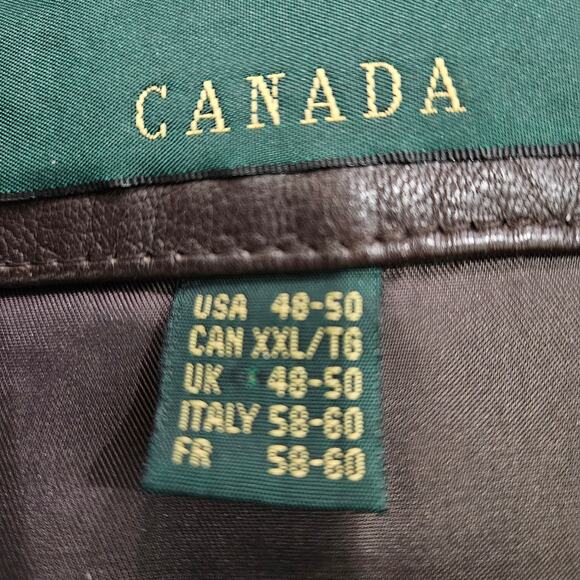 CANADA
USA 48-50
CAN XXL/TG
UK 48-50
ITALY 58-60
FR 58-60